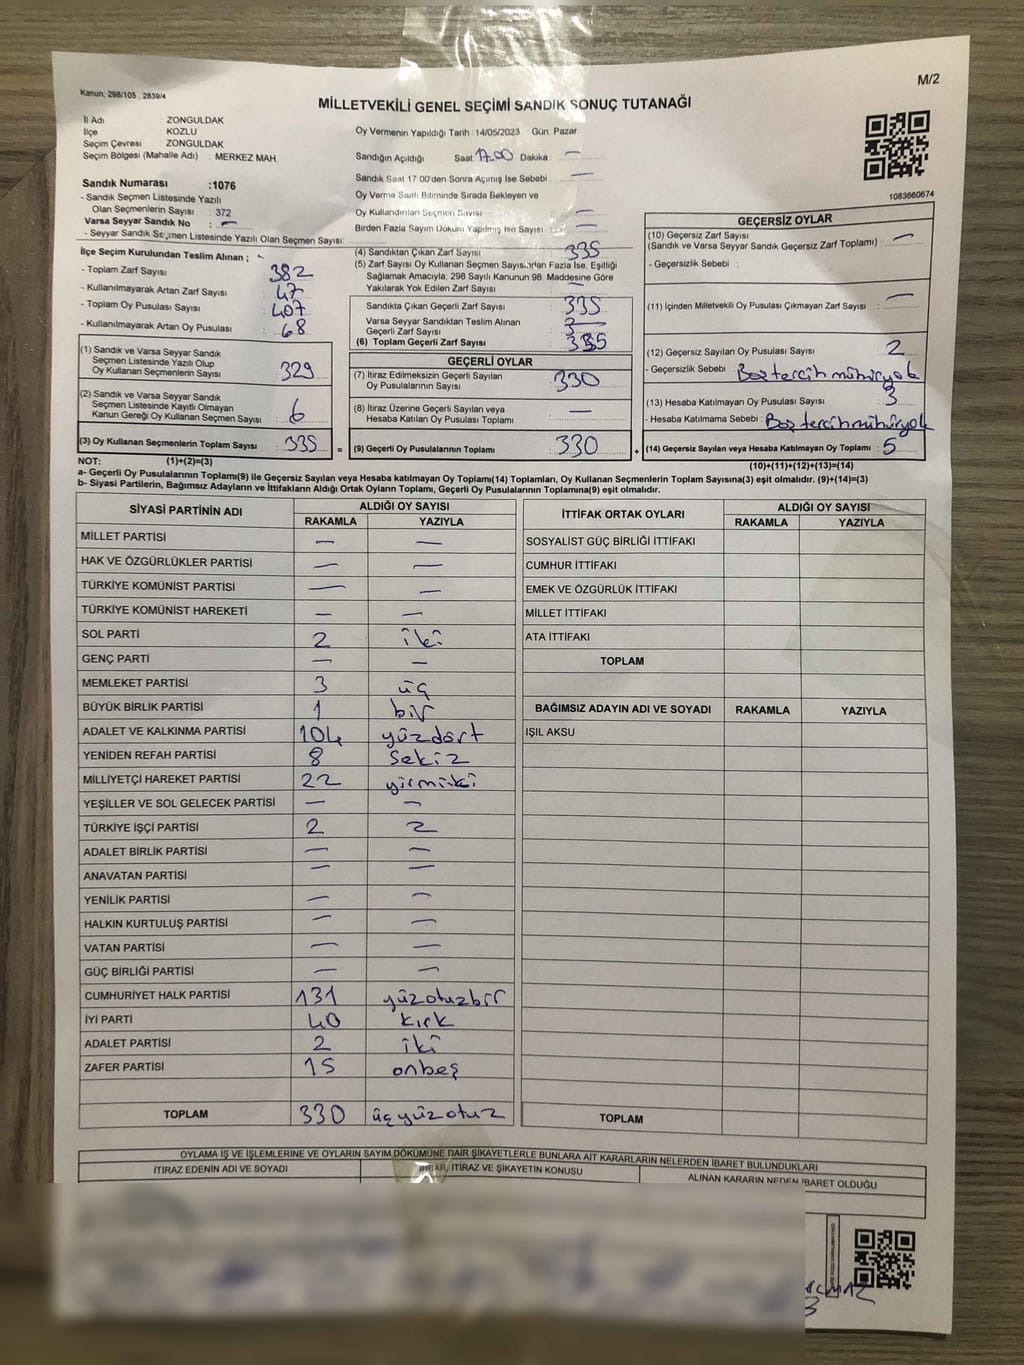 M/2
Kanun; 298/105 , 2839/4
MİLLETVEKİLİ GENEL SEÇİMİ SANDIK SONUÇ TUTANAĞI
İl Adı : ZONGULDAK
İlçe : KOZLU
Seçim Çevresi : ZONGULDAK
Seçim Bölgesi (Mahalle Adı) : MERKEZ MAH.
Sandık Numarası :1076
- Sandık Seçmen Listesinde Yazılı
Olan Seçmenlerin Sayısı : 372
Varsa Seyyar Sandık No : —
- Seyyar Sandık Seçmen Listesinde Yazılı Olan Seçmen Sayısı:
Oy Vermenin Yapıldığı Tarih :14/05/2023 Gün: Pazar
Sandığın Açıldığı Saat: 17.00 Dakika : —
Sandık Saat 17:00'den Sonra Açımış İse Sebebi : —
Oy Verme Saati Bitiminde Sırada Bekleyen ve
Oy Kullandırılan Seçmen Sayısı : —
Birden Fazla Sayım Döküm Yapılmış İse Sayısı : —
1083660674
İlçe Seçim Kurulundan Teslim Alınan ;
- Toplam Zarf Sayısı : 382
- Kullanılmayarak Artan Zarf Sayısı : 47
- Toplam Oy Pusulası Sayısı : 407
- Kullanılmayarak Artan Oy Pusulası : 68
(1) Sandık ve Varsa Seyyar Sandık
Seçmen Listesinde Yazılı Olup
Oy Kullanan Seçmenlerin Sayısı : 329
(2) Sandık ve Varsa Seyyar Sandık
Seçmen Listesinde Kayıtlı Olmayan
Kanun Gereği Oy Kullanan Seçmen Sayısı : 6
(3) Oy Kullanan Seçmenlerin Toplam Sayısı : 335
(4) Sandıktan Çıkan Zarf Sayısı : 335
(5) Zarf Sayısı Oy Kullanan Seçmen Sayısından Fazla İse, Eşitliği
Sağlamak Amacıyla, 298 Sayılı Kanunun 98. Maddesine Göre
Yakılarak Yok Edilen Zarf Sayısı : —
Sandıkta Çıkan Geçerli Zarf Sayısı : 335
Varsa Seyyar Sandıktan Teslim Alınan
Geçerli Zarf Sayısı :
(6) Toplam Geçerli Zarf Sayısı : 335
GEÇERLİ OYLAR
(7) İtiraz Edilmeksizin Geçerli Sayılan
Oy Pusulalarının Sayısı : 330
(8) İtiraz Üzerine Geçerli Sayılan veya
Hesaba Katılan Oy Pusulaları Toplamı : —
= (9) Geçerli Oy Pusulalarının Toplamı : 330
GEÇERSİZ OYLAR
(10) Geçersiz Zarf Sayısı
(Sandık ve Varsa Seyyar Sandık Geçersiz Zarf Toplamı) : —
- Geçersizlik Sebebi :
(11) İçinden Milletvekili Oy Pusulası Çıkmayan Zarf Sayısı : —
(12) Geçersiz Sayılan Oy Pusulası Sayısı : 2
- Geçersizlik Sebebi : Boş tercih mühürü yok
(13) Hesaba Katılmayan Oy Pusulası Sayısı : 3
- Hesaba Katılmama Sebebi : Boş tercih mühürü yok
+ (14) Geçersiz Sayılan veya Hesaba Katılmayan Oy Toplamı : 5
NOT: (1)+(2)=(3)
(10)+(11)+(12)+(13)=(14)
a- Geçerli Oy Pusulalarının Toplamı(9) ile Geçersiz Sayılan veya Hesaba katılmayan Oy Toplamı(14) Toplamları, Oy Kullanan Seçmenlerin Toplam Sayısına(3) eşit olmalıdır. (9)+(14)=(3)
b- Siyasi Partilerin, Bağımsız Adayların ve İttifakların Aldığı Ortak Oyların Toplamı, Geçerli Oy Pusulalarının Toplamına(9) eşit olmalıdır.
SİYASİ PARTİNİN ADI ALDIĞI OY SAYISI
RAKAMLA YAZIYLA
MİLLET PARTİSİ — —
HAK VE ÖZGÜRLÜKLER PARTİSİ — —
TÜRKİYE KOMÜNİST PARTİSİ — —
TÜRKİYE KOMÜNİST HAREKETİ — —
SOL PARTİ 2 iki
GENÇ PARTİ — —
MEMLEKET PARTİSİ 3 üç
BÜYÜK BİRLİK PARTİSİ 1 bir
ADALET VE KALKINMA PARTİSİ 104 yüzdört
YENİDEN REFAH PARTİSİ 8 Sekiz
MİLLİYETÇİ HAREKET PARTİSİ 22 yirmiiki
YEŞİLLER VE SOL GELECEK PARTİSİ — —
TÜRKİYE İŞÇİ PARTİSİ 2 2
ADALET BİRLİK PARTİSİ — —
ANAVATAN PARTİSİ — —
YENİLİK PARTİSİ — —
HALKIN KURTULUŞ PARTİSİ — —
VATAN PARTİSİ — —
GÜÇ BİRLİĞİ PARTİSİ — —
CUMHURİYET HALK PARTİSİ 131 yüzotuzbir
İYİ PARTİ 40 kırk
ADALET PARTİSİ 2 iki
ZAFER PARTİSİ 15 onbeş
TOPLAM 330 üçyüzotuz
İTTİFAK ORTAK OYLARI ALDIĞI OY SAYISI
RAKAMLA YAZIYLA
SOSYALİST GÜÇ BİRLİĞİ İTTİFAKI
CUMHUR İTTİFAKI
EMEK VE ÖZGÜRLÜK İTTİFAKI
MİLLET İTTİFAKI
ATA İTTİFAKI
TOPLAM
BAĞIMSIZ ADAYIN ADI VE SOYADI RAKAMLA YAZIYLA
IŞIL AKSU
TOPLAM
OYLAMA İŞ VE İŞLEMLERİNE VE OYLARIN SAYIM DÖKÜMÜNE DAİR ŞİKAYETLERLE BUNLARA AİT KARARLARIN NELERDEN İBARET BULUNDUKLARI
İTİRAZ EDENİN ADI VE SOYADI İHBAR, İTİRAZ VE ŞİKAYETİN KONUSU ALINAN KARARIN NEDEN İBARET OLDUĞU